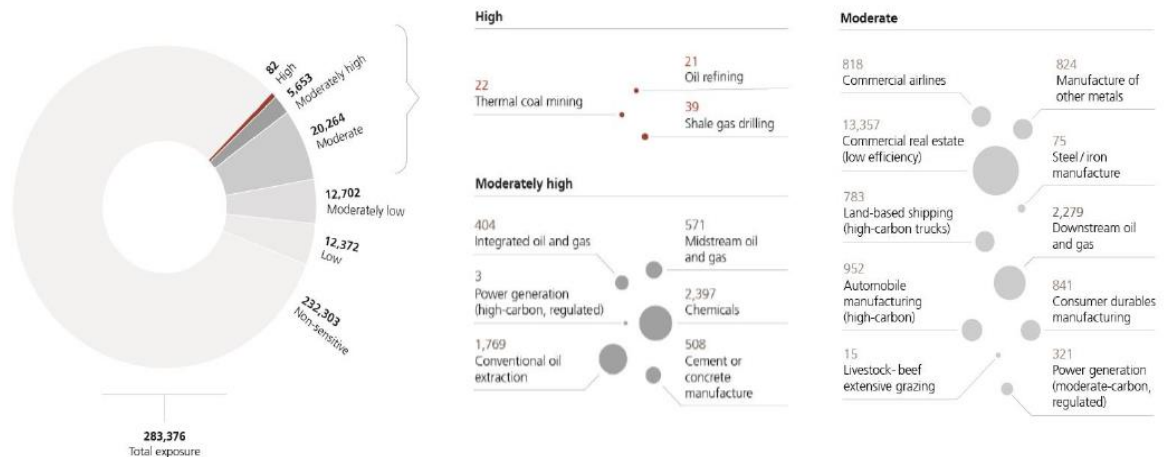 82
High
5,653
Moderately high
20,264
Moderate
12,702
Moderately low
12,372
Low
232,303
Non-sensitive
283,376
Total exposure
High
22
Thermal coal mining
21
Oil refining
39
Shale gas drilling
Moderately high
404
Integrated oil and gas
3
Power generation
(high-carbon, regulated)
1,769
Conventional oil
extraction
571
Midstream oil
and gas
2,397
Chemicals
508
Cement or
concrete
manufacture
Moderate
818
Commercial airlines
13,357
Commercial real estate
(low efficiency)
783
Land-based shipping
(high-carbon trucks)
952
Automobile
manufacturing
(high-carbon)
15
Livestock- beef
extensive grazing
824
Manufacture of
other metals
75
Steel/iron
manufacture
2,279
Downstream oil
and gas
841
Consumer durables
manufacturing
321
Power generation
(moderate-carbon,
regulated)